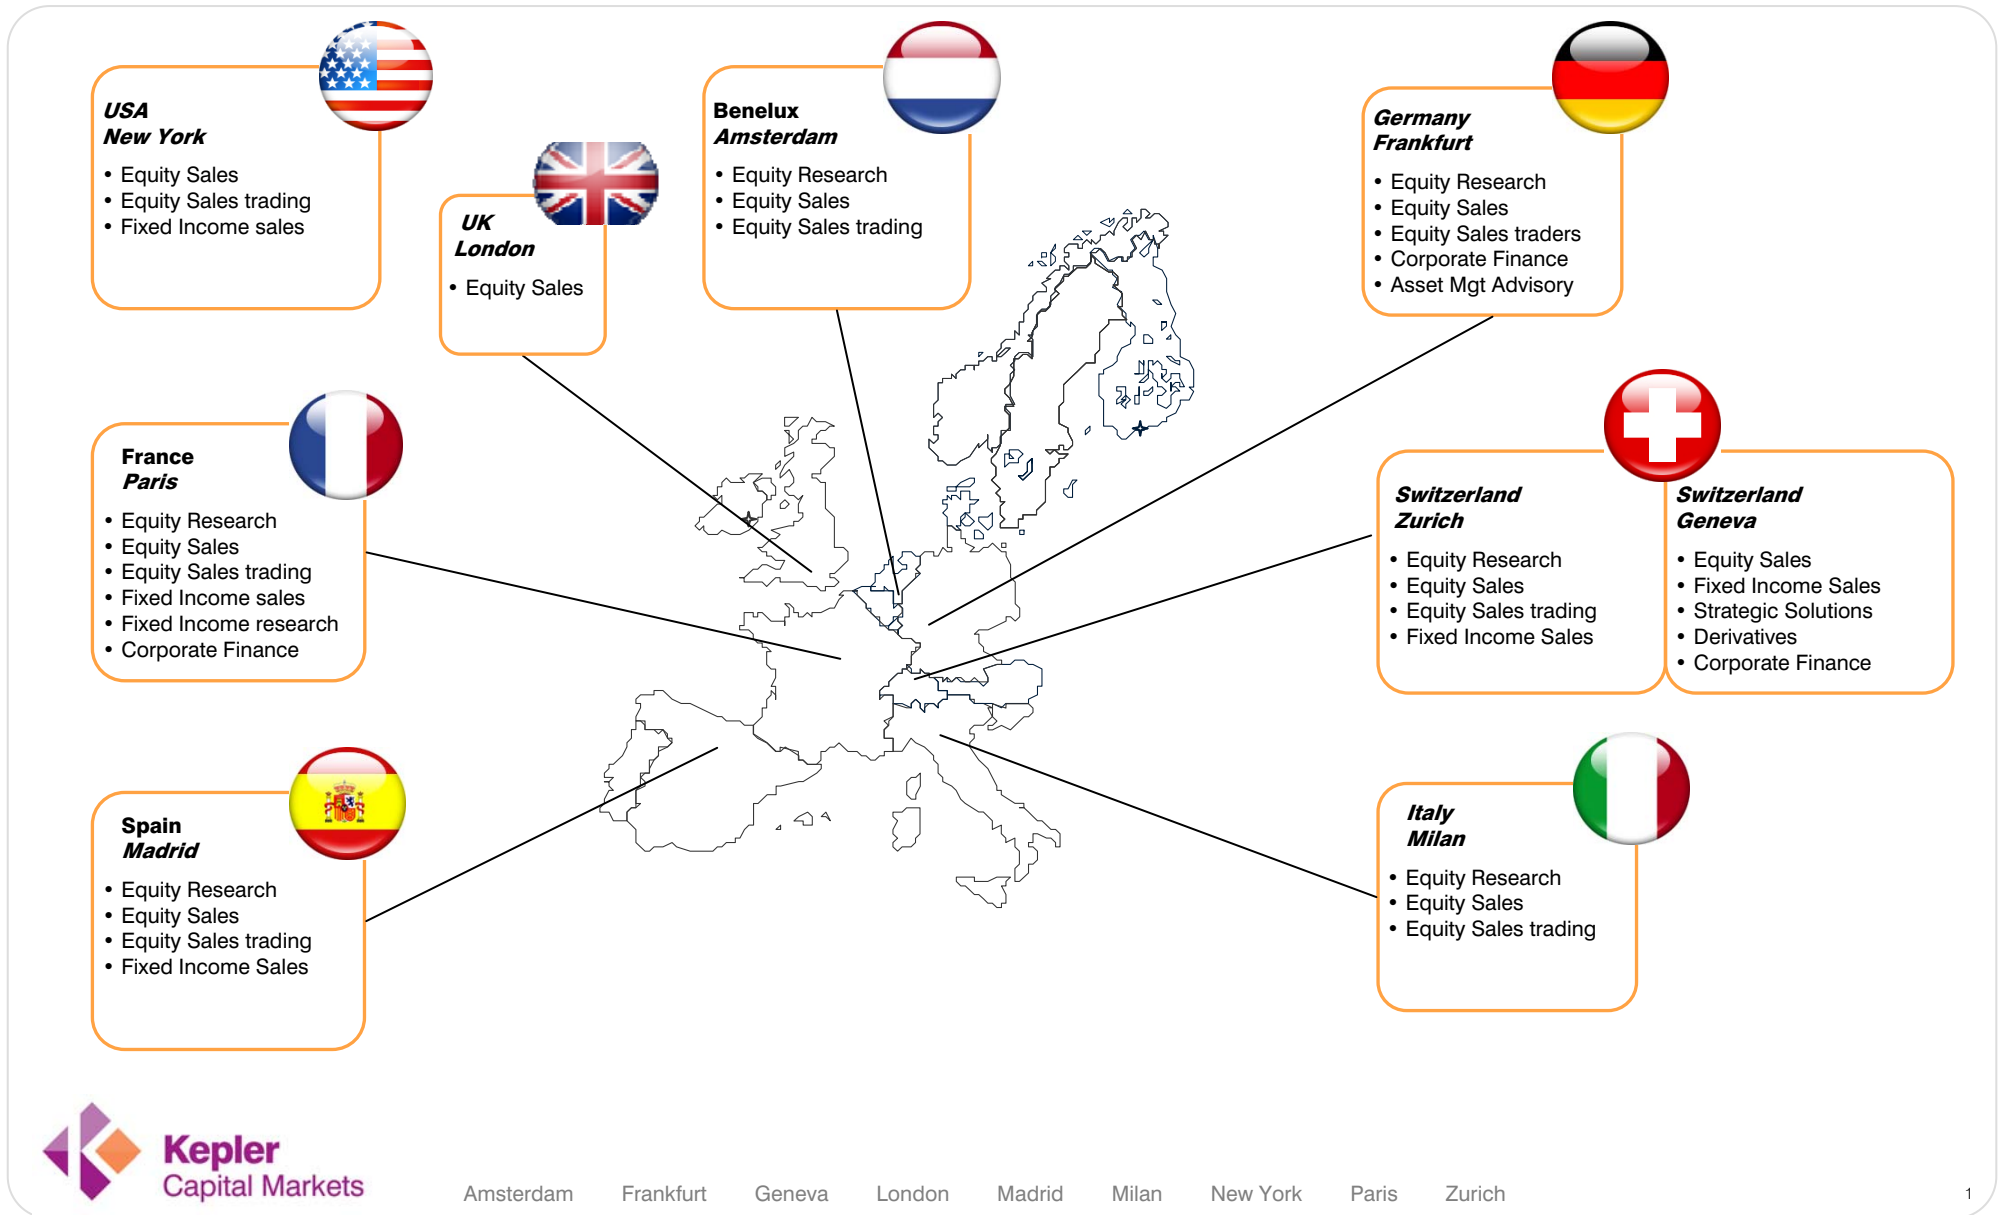 USA
New York
• Equity Sales
• Equity Sales trading
• Fixed Income sales
UK
London
• Equity Sales
Benelux
Amsterdam
• Equity Research
• Equity Sales
• Equity Sales trading
Germany
Frankfurt
• Equity Research
• Equity Sales
• Equity Sales traders
• Corporate Finance
• Asset Mgt Advisory
France
Paris
• Equity Research
• Equity Sales
• Equity Sales trading
• Fixed Income sales
• Fixed Income research
• Corporate Finance
Switzerland
Zurich
• Equity Research
• Equity Sales
• Equity Sales trading
• Fixed Income Sales
Switzerland
Geneva
• Equity Sales
• Fixed Income Sales
• Strategic Solutions
• Derivatives
• Corporate Finance
Spain
Madrid
• Equity Research
• Equity Sales
• Equity Sales trading
• Fixed Income Sales
Italy
Milan
• Equity Research
• Equity Sales
• Equity Sales trading
Kepler
Capital Markets
Amsterdam Frankfurt Geneva London Madrid Milan New York Paris Zurich
1